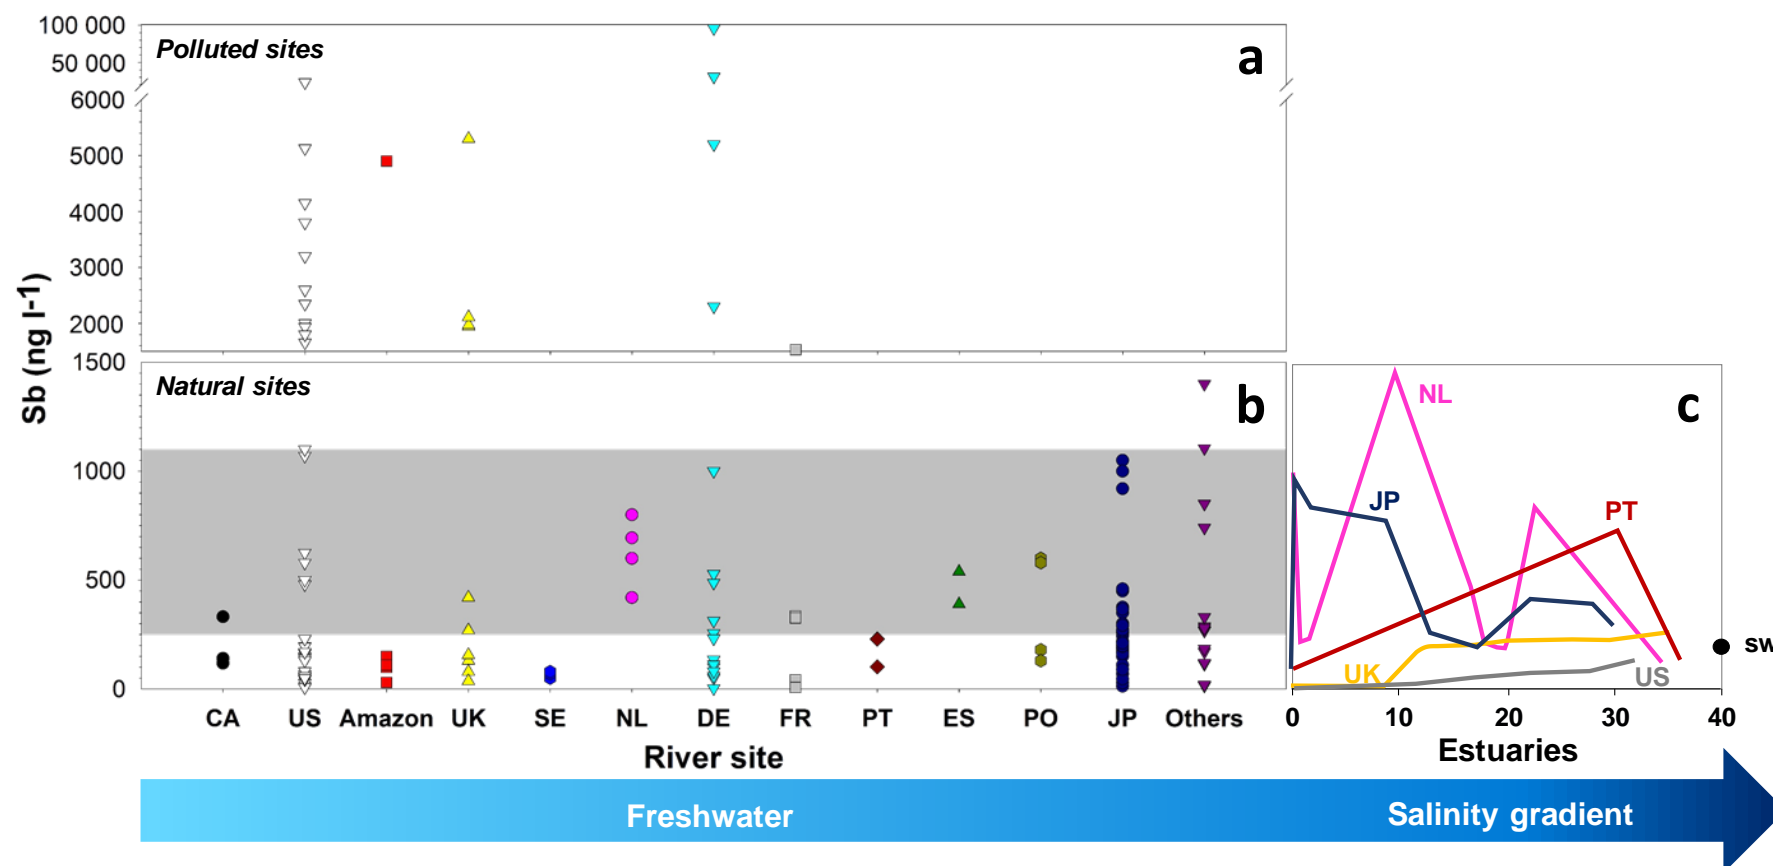 100 000
50 000
6000
5000
4000
3000
2000
Polluted sites
a
1500
1000
500
0
Natural sites
b
Sb (ng l-1)
CA US Amazon UK SE NL DE FR PT ES PO JP Others
River site
NL
c
JP
PT
UK
US
sw
0 10 20 30 40
Estuaries
Freshwater
Salinity gradient